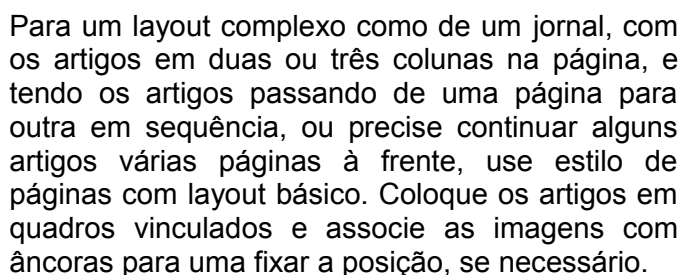 Para um layout complexo como de um jornal, com
os artigos em duas ou três colunas na página, e
tendo os artigos passando de uma página para
outra em sequência, ou precise continuar alguns
artigos várias páginas à frente, use estilo de
páginas com layout básico. Coloque os artigos em
quadros vinculados e associe as imagens com
âncoras para uma fixar a posição, se necessário.